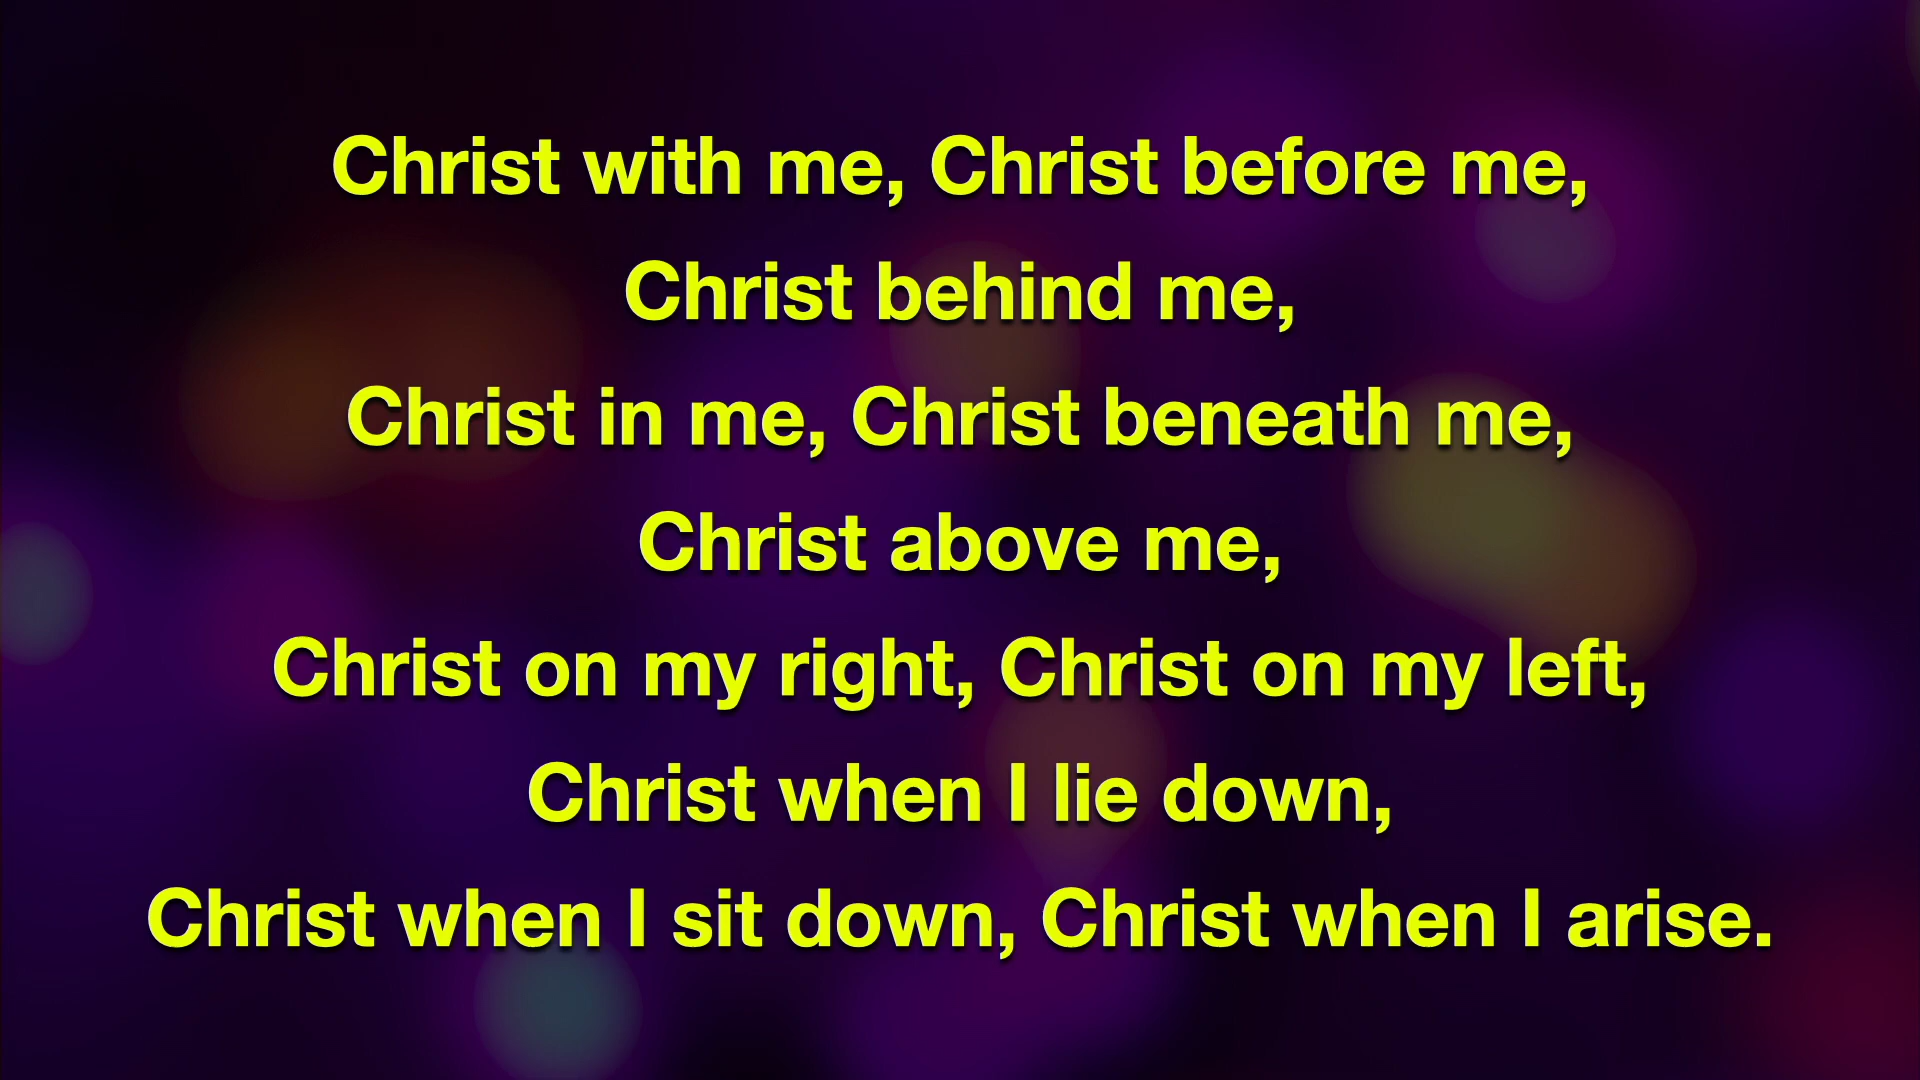 Christ with me, Christ before me,
Christ behind me,
Christ in me, Christ beneath me,
Christ above me,
Christ on my right, Christ on my left,
Christ when I lie down,
Christ when I sit down, Christ when I arise.